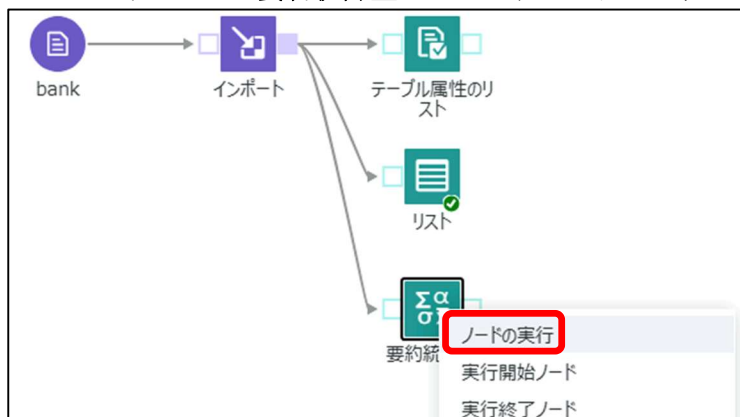 bank
インポート
テーブル属性のリ
スト
リスト
Σα
σ
要約統
ノードの実行
実行開始ノード
実行終了ノード